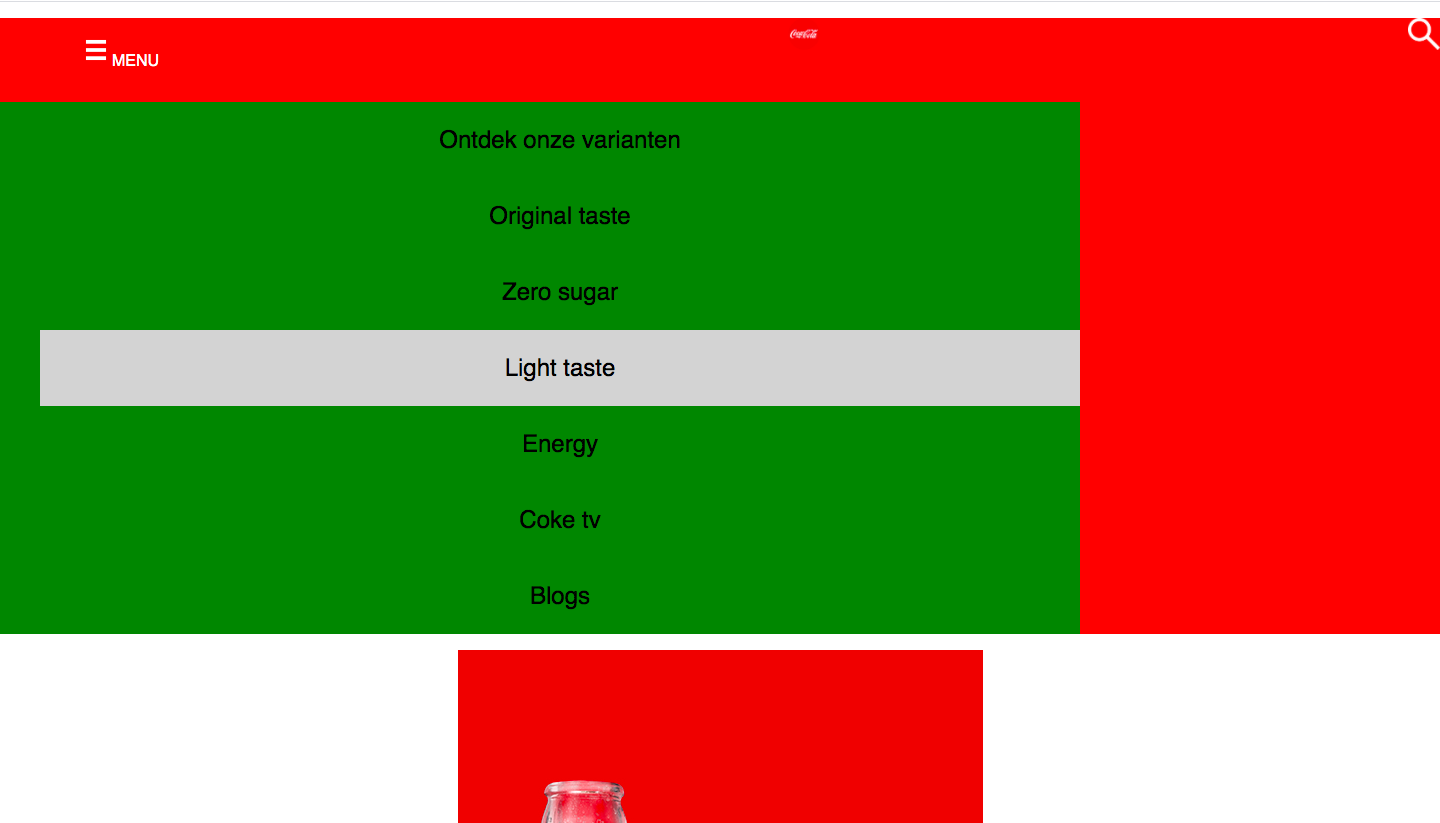 MENU
Coca-Cola
Ontdek onze varianten
Original taste
Zero sugar
Light taste
Energy
Coke tv
Blogs